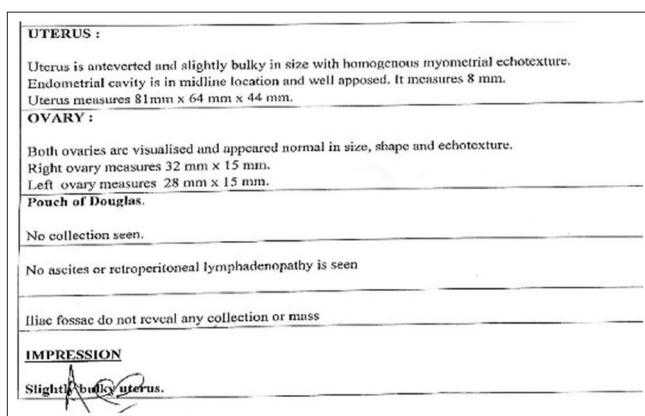 UTERUS :
Uterus is anteverted and slightly bulky in size with homogenous myometrial echotexture.
Endometrial cavity is in midline location and well apposed. It measures 8 mm.
Uterus measures 81mm x 64 mm x 44 mm.
OVARY :
Both ovaries are visualised and appeared normal in size, shape and echotexture.
Right ovary measures 32 mm x 15 mm.
Left ovary measures 28 mm x 15 mm.
Pouch of Douglas.
No collection seen.
No ascites or retroperitoneal lymphadenopathy is seen
Iliac fossae do not reveal any collection or mass
IMPRESSION
Slightly bulky uterus.